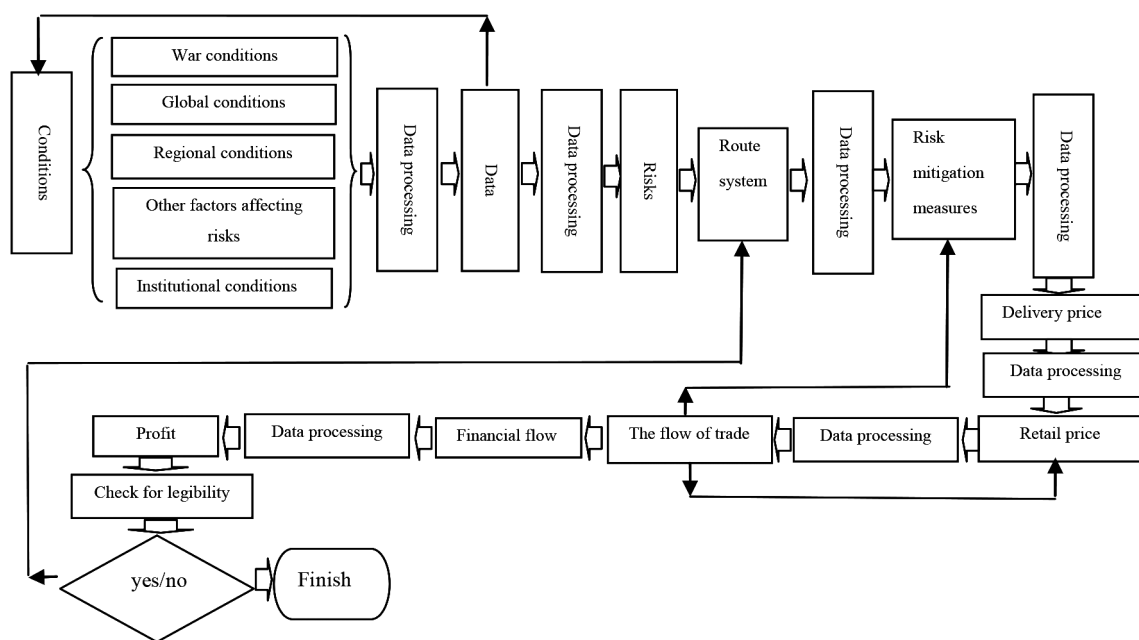 Conditions
War conditions
Global conditions
Regional conditions
Other factors affecting
risks
Institutional conditions
Data processing
Data
Data processing
Risks
Route
system
Data processing
Risk
mitigation
measures
Data processing
Delivery price
Data processing
Retail price
Data processing
The flow of trade
Financial flow
Data processing
Profit
Check for legibility
yes/no
Finish